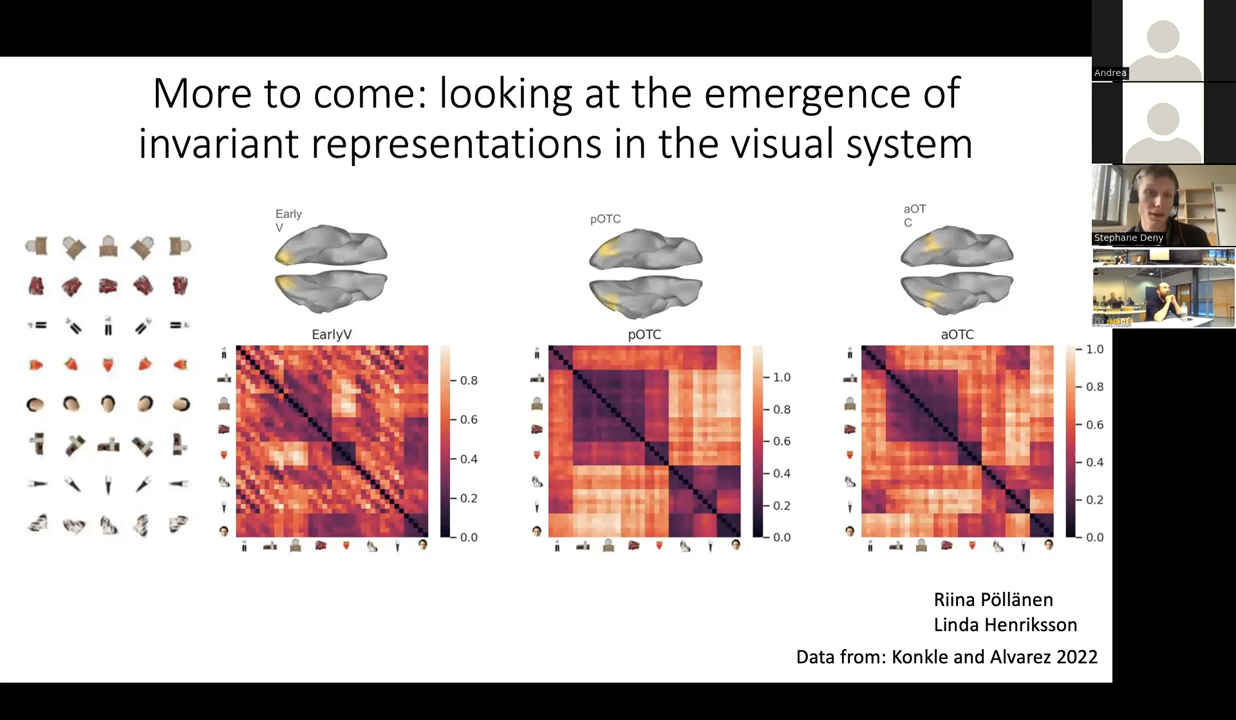 More to come: looking at the emergence of
invariant representations in the visual system
Early
V
pOTC
aOT
C
EarlyV
pOTC
aOTC
0.8
0.6
0.4
0.2
0.0
1.0
0.8
0.6
0.4
0.2
0.0
1.0
0.8
0.6
0.4
0.2
0.0
Riina Pöllänen
Linda Henriksson
Data from: Konkle and Alvarez 2022
Andrea
Stephane Deny